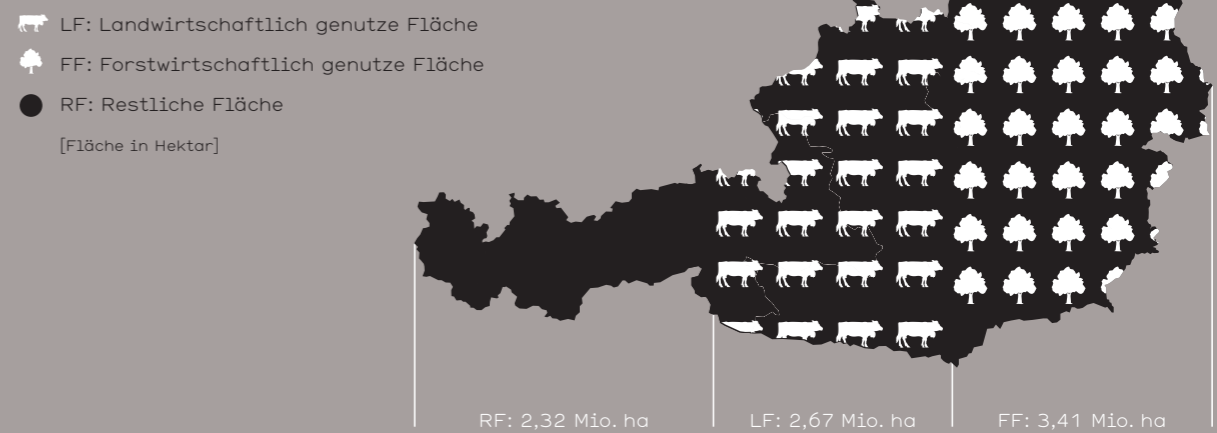 LF: Landwirtschaftlich genutze Fläche
FF: Forstwirtschaftlich genutze Fläche
RF: Restliche Fläche
[Fläche in Hektar]
RF: 2,32 Mio. ha
LF: 2,67 Mio. ha
FF: 3,41 Mio. ha